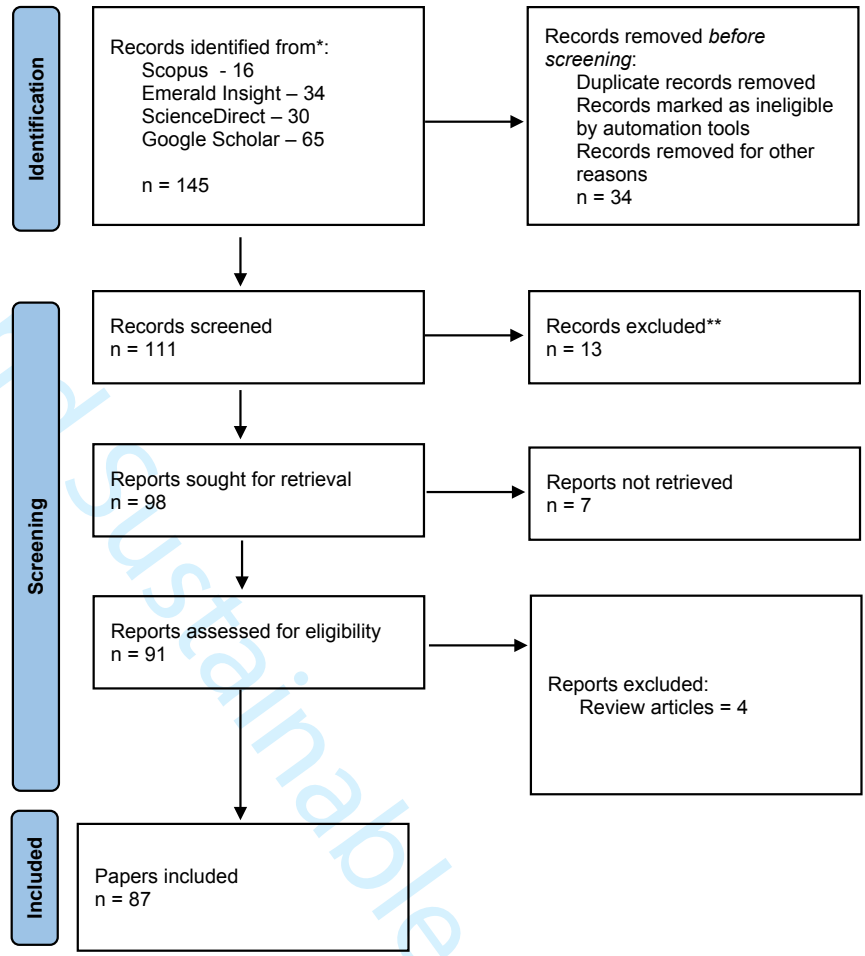 Identification
Records identified from*:
Scopus - 16
Emerald Insight – 34
ScienceDirect – 30
Google Scholar – 65
n = 145
Records removed before
screening:
Duplicate records removed
Records marked as ineligible
by automation tools
Records removed for other
reasons
n = 34
Screening
Records screened
n = 111
Records excluded**
n = 13
Reports sought for retrieval
n = 98
Reports not retrieved
n = 7
Reports assessed for eligibility
n = 91
Reports excluded:
Review articles = 4
Included
Papers included
n = 87
d Sustainable